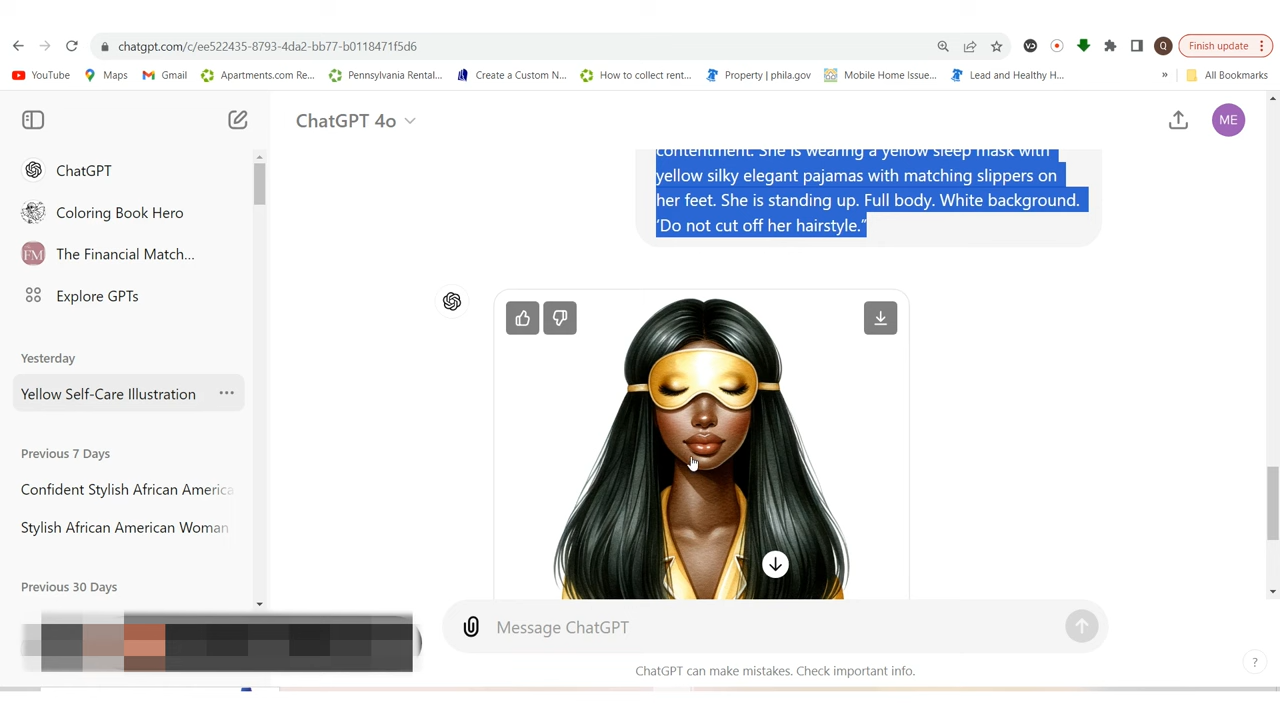 chatgpt.com/c/ee522435-8793-4da2-bb77-b0118471f5d6
Q
Finish update
YouTube
Maps
Gmail
Apartments.com Re...
Pennsylvania Rental...
Create a Custom N...
How to collect rent...
Property | phila.gov
Mobile Home Issue...
Lead and Healthy H...
»
All Bookmarks
ChatGPT 4o
ME
ChatGPT
Coloring Book Hero
FM
The Financial Match...
Explore GPTs
Yesterday
Yellow Self-Care Illustration
Previous 7 Days
Confident Stylish African America
Stylish African American Woman
Previous 30 Days
contentment. She is wearing a yellow sleep mask with
yellow silky elegant pajamas with matching slippers on
her feet. She is standing up. Full body. White background.
‘Do not cut off her hairstyle.”
Message ChatGPT
ChatGPT can make mistakes. Check important info.
?